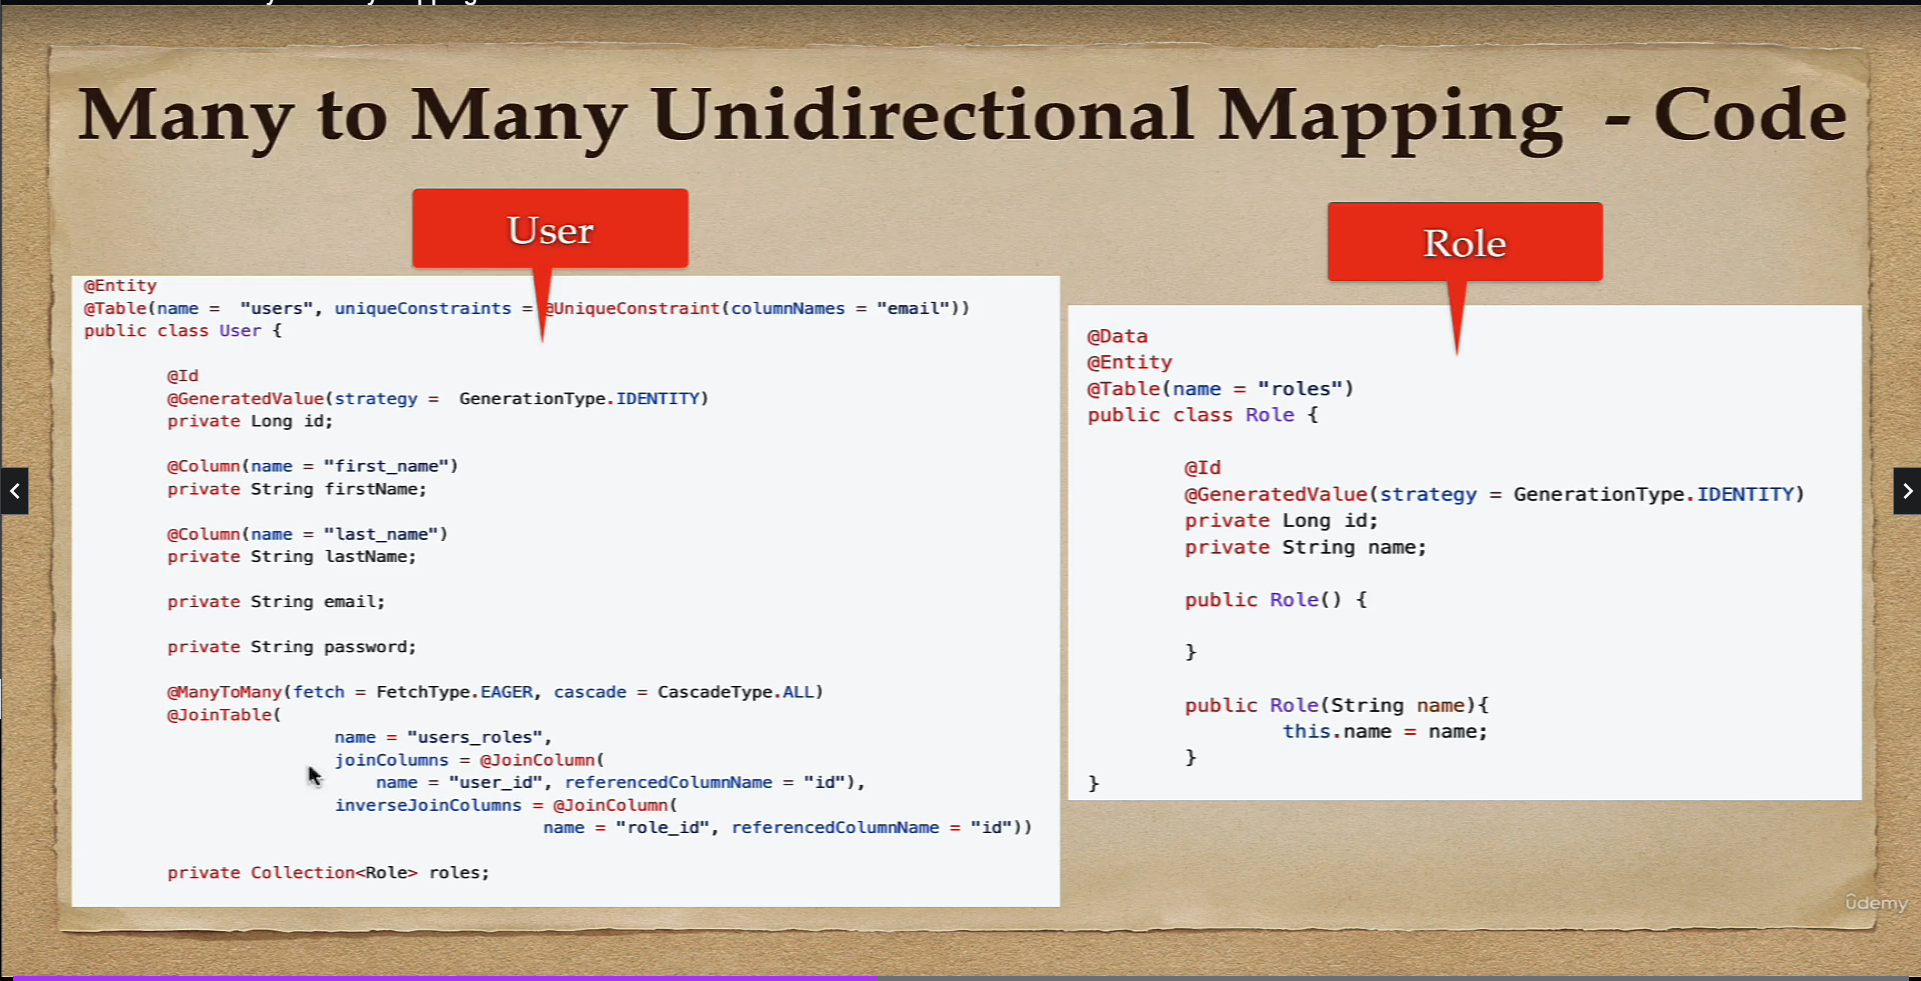 Many to Many Unidirectional Mapping - Code
User
@Entity
@Table(name =  "users", uniqueConstraints = @UniqueConstraint(columnNames = "email"))
public class User {
@Id
@GeneratedValue(strategy =  GenerationType.IDENTITY)
private Long id;
@Column(name = "first_name")
private String firstName;
@Column(name = "last_name")
private String lastName;
private String email;
private String password;
@ManyToMany(fetch = FetchType.EAGER, cascade = CascadeType.ALL)
@JoinTable(
name = "users_roles",
joinColumns = @JoinColumn(
name = "user_id", referencedColumnName = "id"),
inverseJoinColumns = @JoinColumn(
name = "role_id", referencedColumnName = "id"))
private Collection<Role> roles;
Role
@Data
@Entity
@Table(name = "roles")
public class Role {
@Id
@GeneratedValue(strategy = GenerationType.IDENTITY)
private Long id;
private String name;
public Role() {
}
public Role(String name){
this.name = name;
}
}
ûdemy